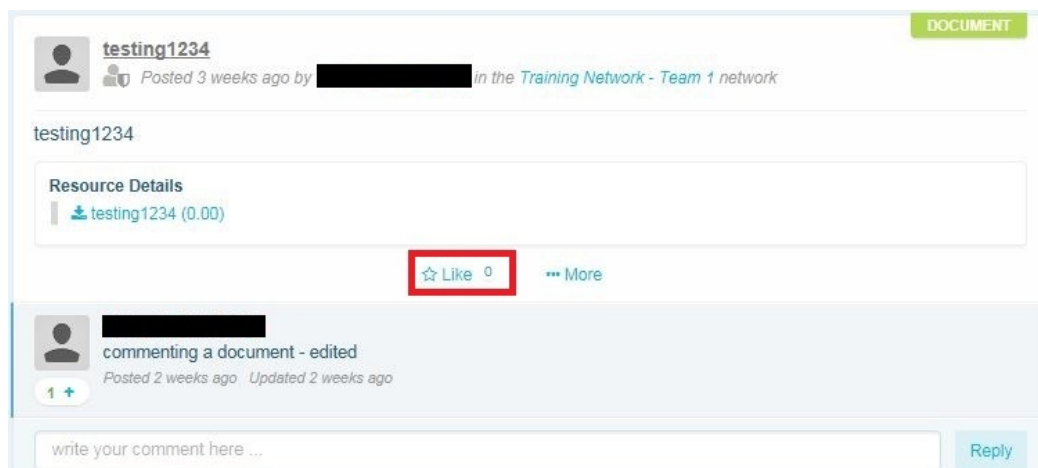 DOCUMENT
testing1234
Posted 3 weeks ago by in the Training Network - Team 1 network
testing1234
Resource Details
testing1234 (0.00)
Like 0 ••• More
commenting a document - edited
Posted 2 weeks ago Updated 2 weeks ago
1 +
write your comment here ...
Reply